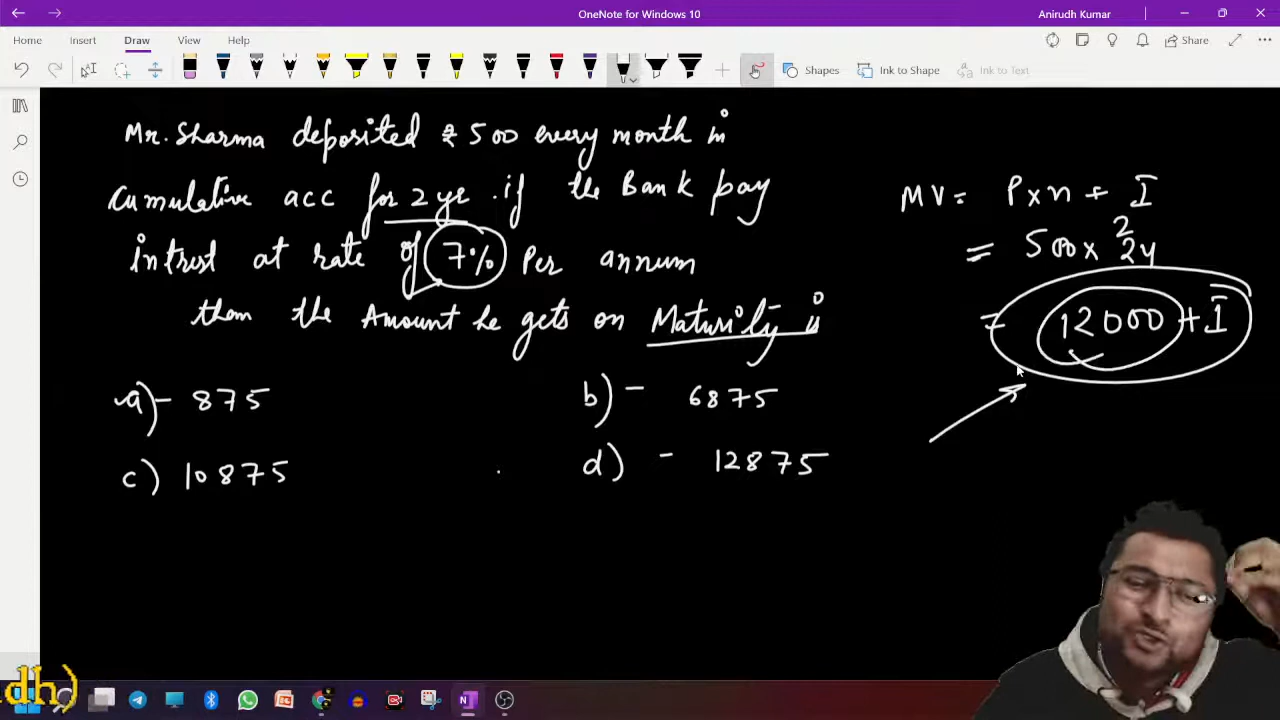 OneNote for Windows 10
Anirudh Kumar
Home Insert Draw View Help
Share
Shapes
Ink to Shape
Ink to Text
Mr. Sharma deposited ₹ 500 every month in
Cumulative acc for 2 yr . if the Bank pay
intrest at rate of 7% Per annum
then the Amount he gets on Maturity is
a) - 875
b) - 6875
c) 10875
d) - 12875
MV = P x n + I
= 500 x 24
2
= 12000 + I
dh)